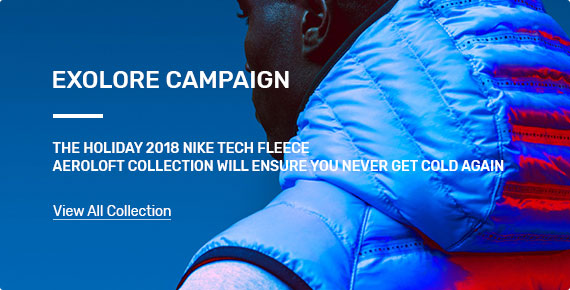 EXOLORE CAMPAIGN
THE HOLIDAY 2018 NIKE TECH FLEECE
AEROLOFT COLLECTION WILL ENSURE YOU NEVER GET COLD AGAIN
View All Collection